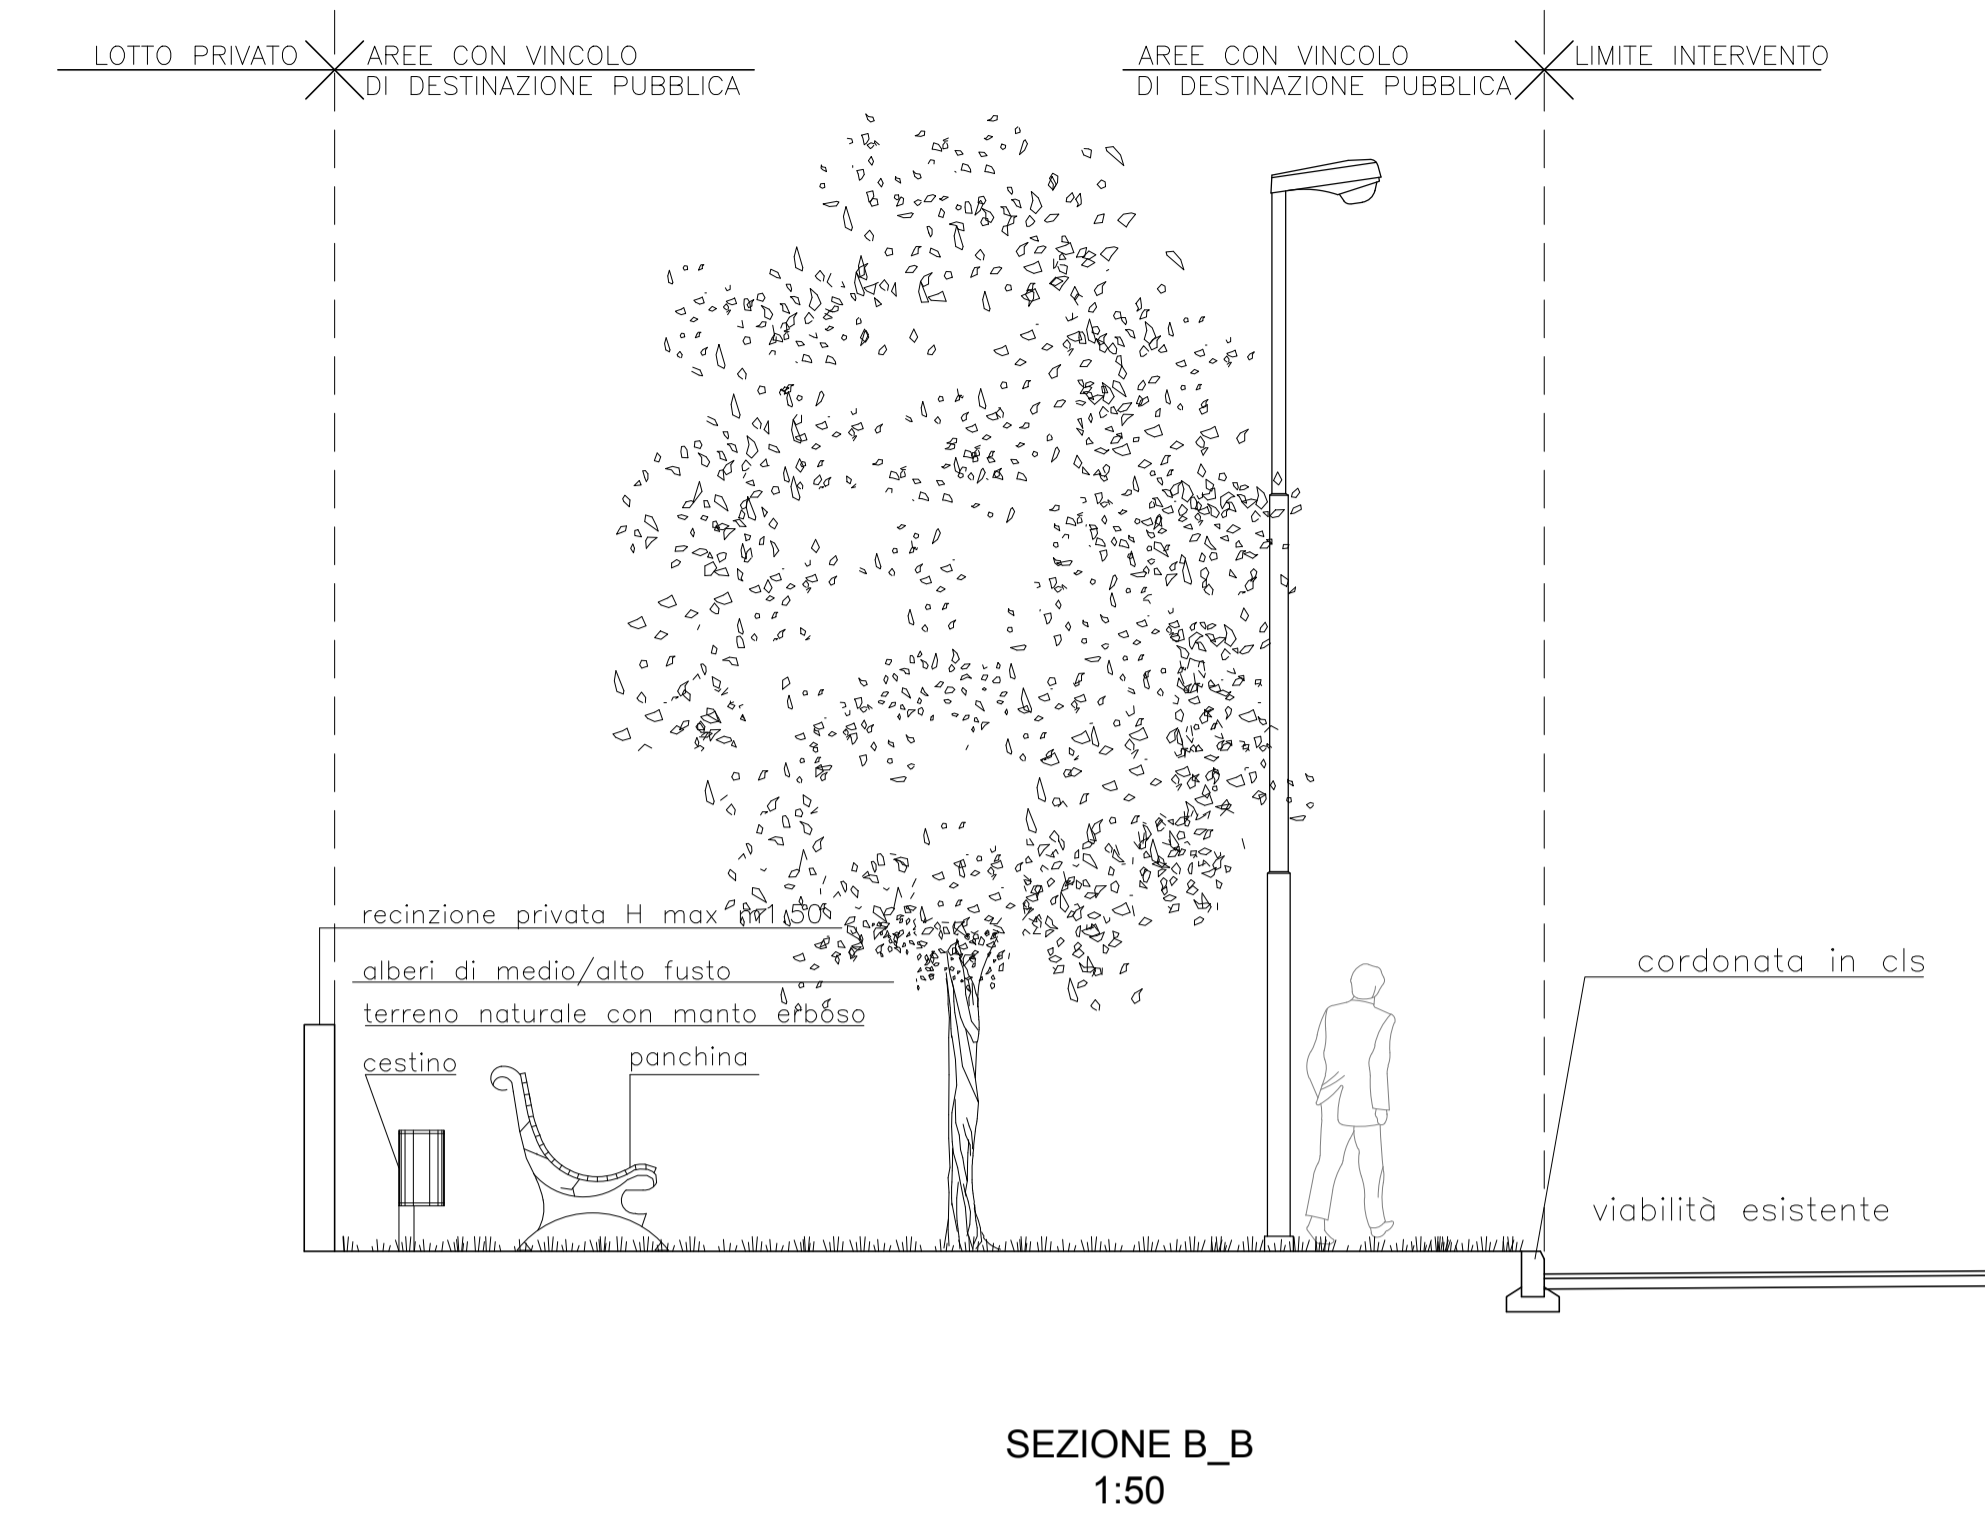 LOTTO PRIVATO
AREE CON VINCOLO
DI DESTINAZIONE PUBBLICA
AREE CON VINCOLO
DI DESTINAZIONE PUBBLICA
LIMITE INTERVENTO
recinzione privata H max m1.50
alberi di medio/alto fusto
terreno naturale con manto erboso
cestino
panchina
cordonata in cls
viabilità esistente
SEZIONE B_B
1:50